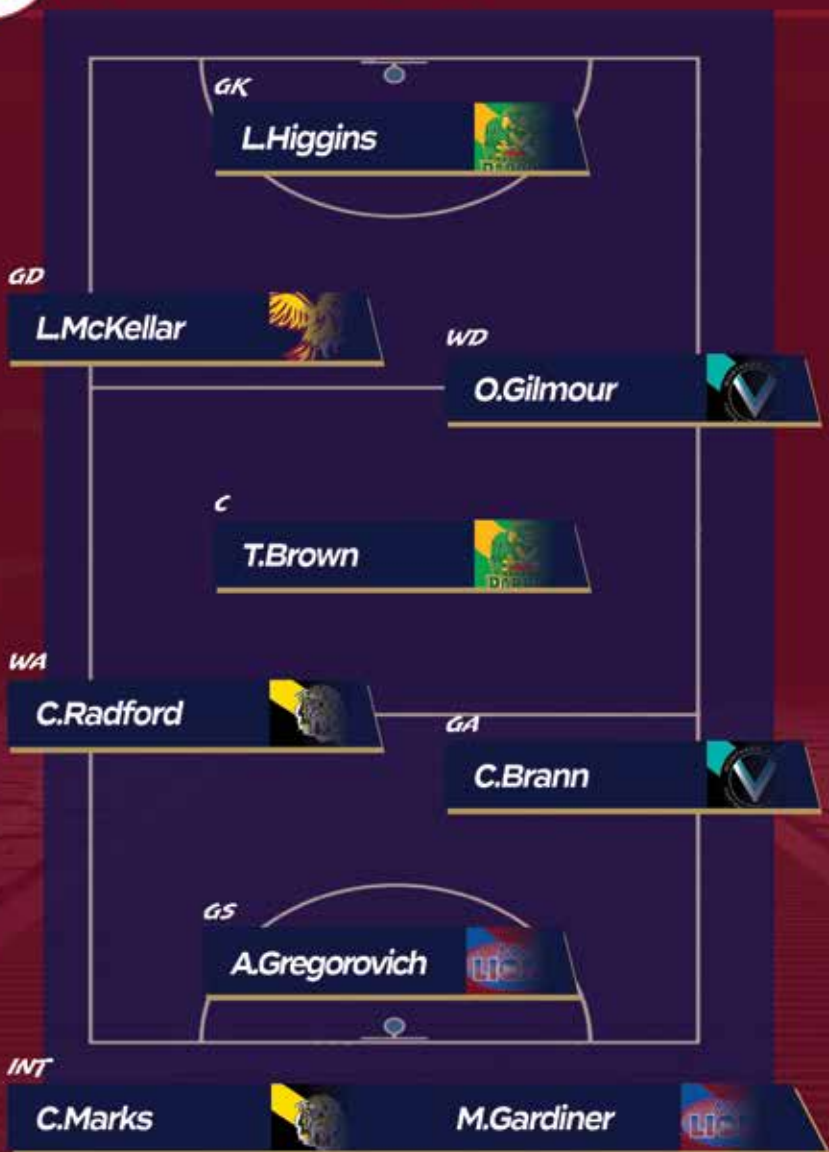 GK
L.Higgins
GD
L.McKellar
WD
O.Gilmour
C
T.Brown
WA
C.Radford
GA
C.Brann
GS
A.Gregorovich
INT
C.Marks M.Gardiner